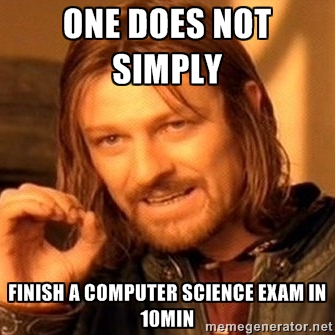 ONE DOES NOT
SIMPLY
FINISH A COMPUTER SCIENCE EXAM IN
10MIN
memegenerator.net